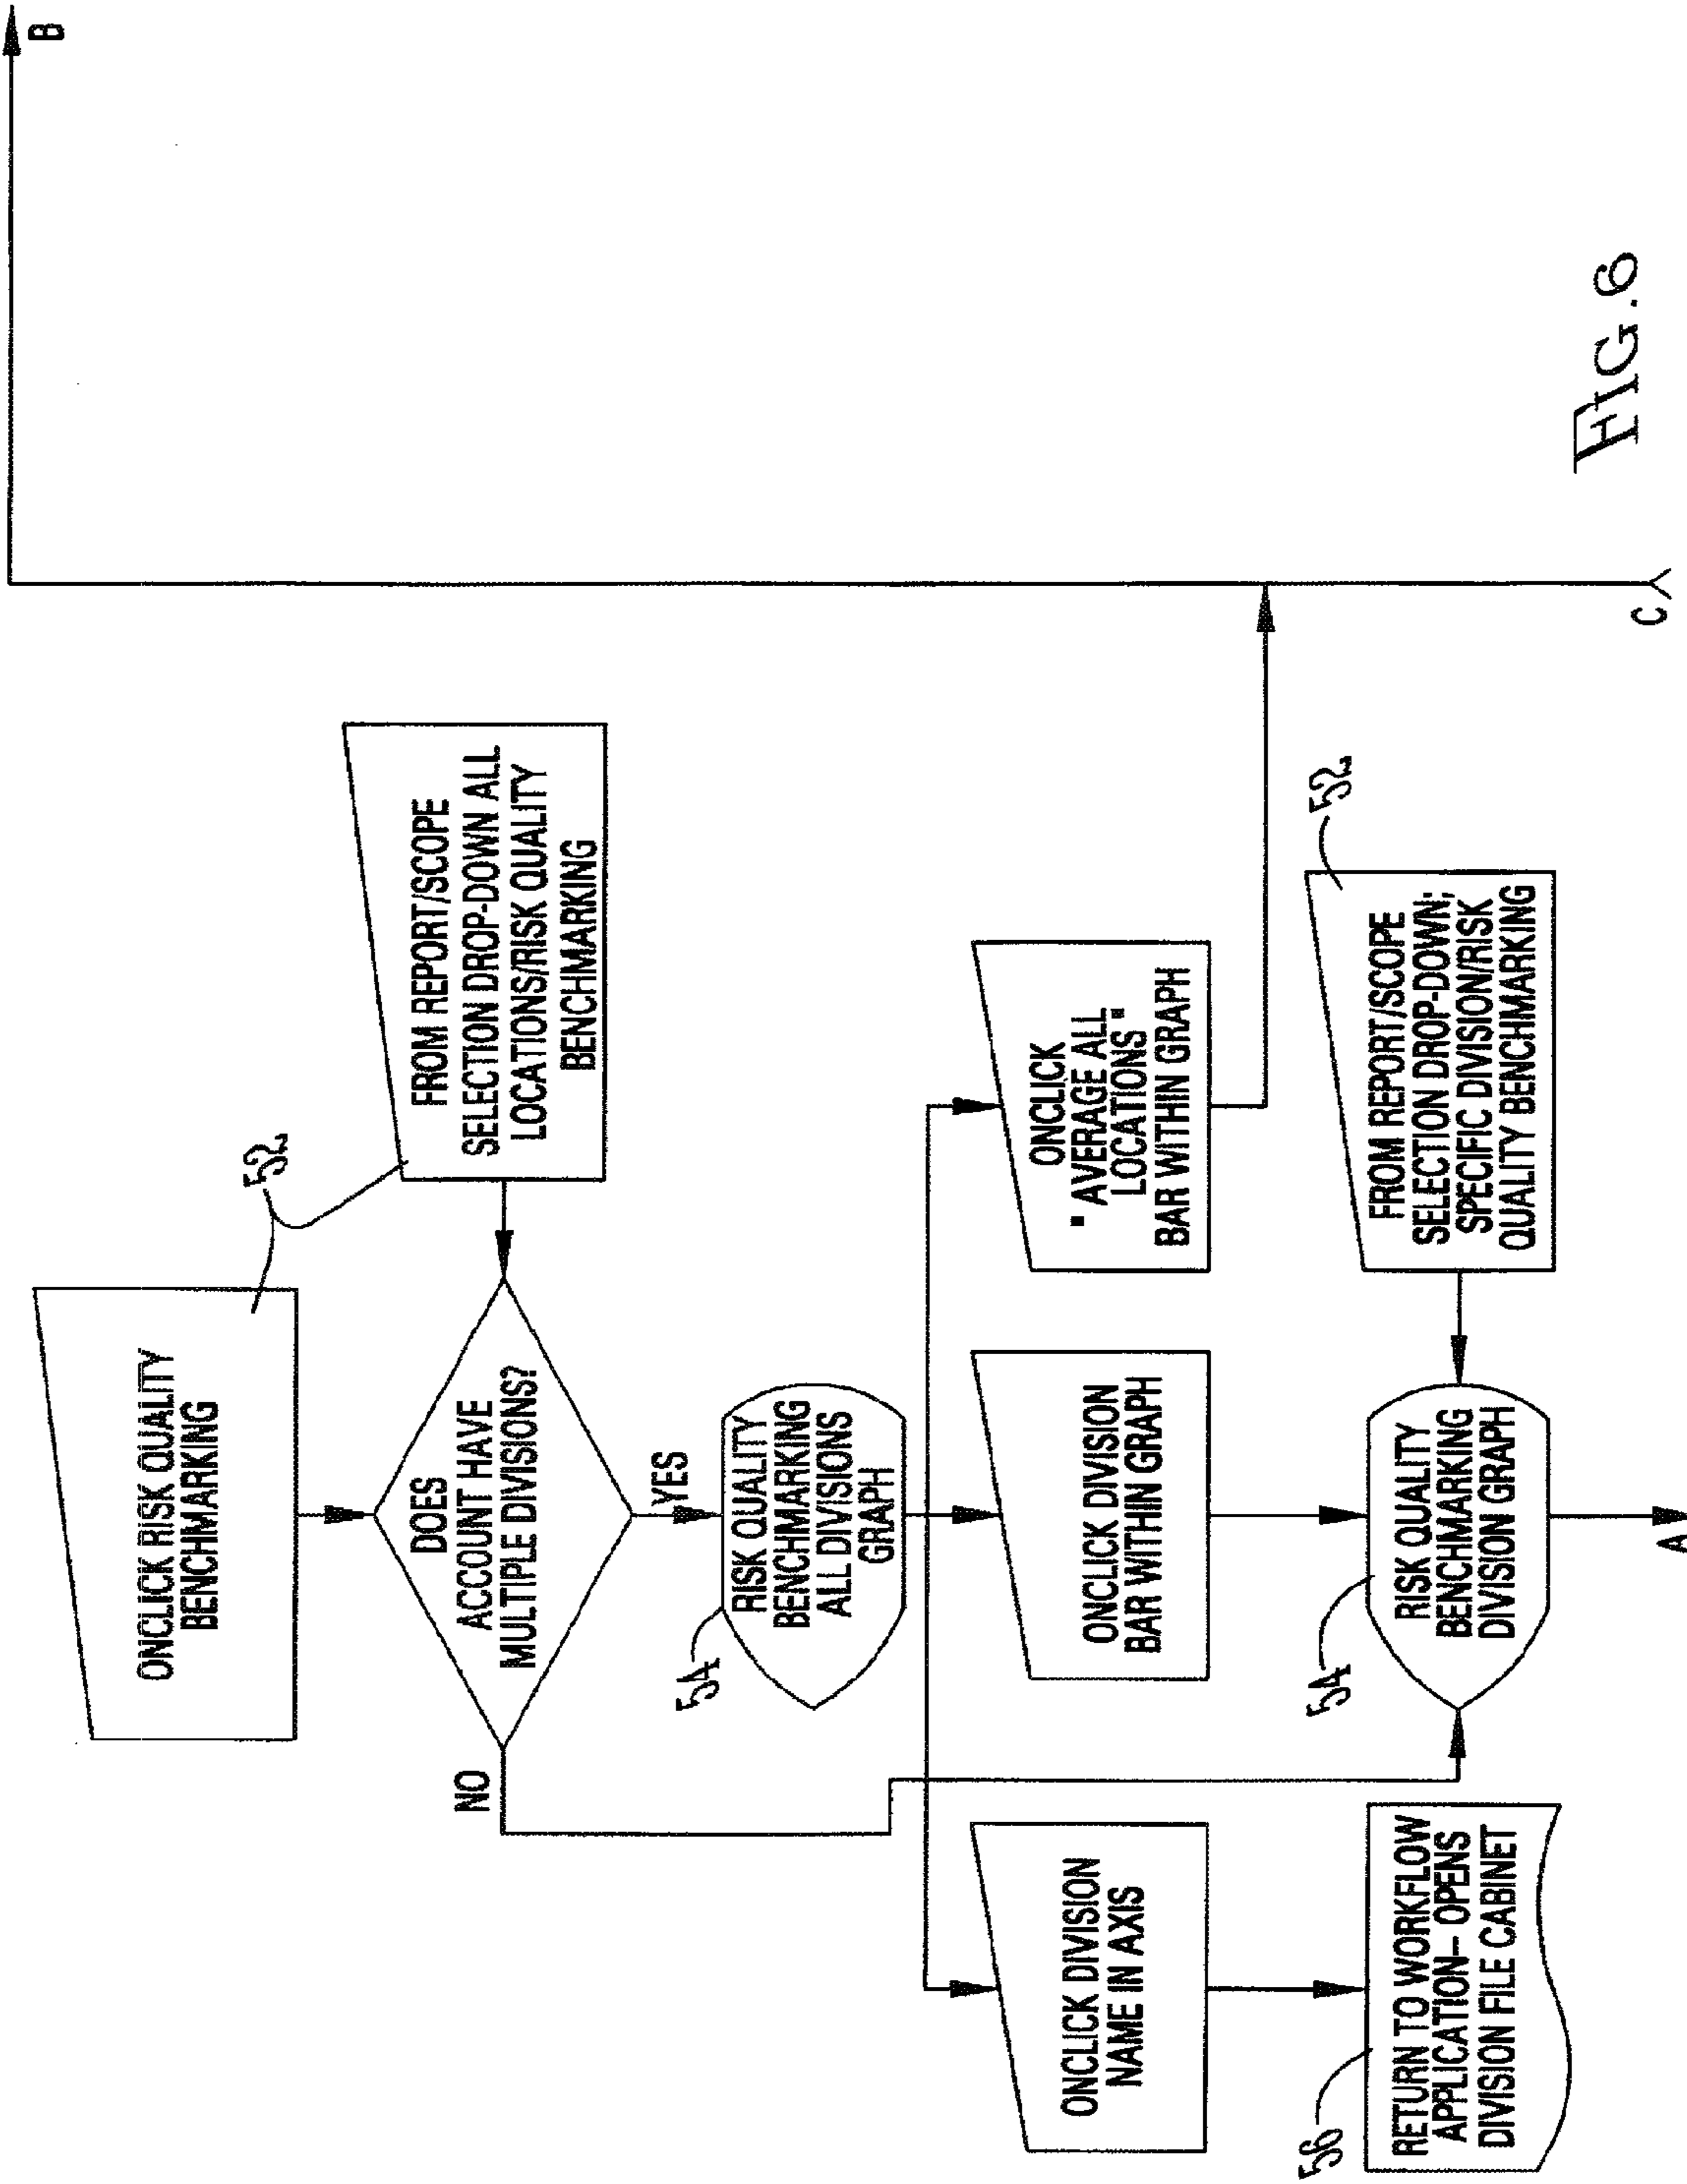 B
ONCLICK RISK QUALITY
BENCHMARKING
52
DOES
ACCOUNT HAVE
MULTIPLE DIVISIONS?
FROM REPORT/SCOPE
SELECTION DROP-DOWN ALL
LOCATIONS/RISK QUALITY
BENCHMARKING
NO
YES
54
RISK QUALITY
BENCHMARKING
ALL DIVISIONS
GRAPH
ONCLICK DIVISION
NAME IN AXIS
ONCLICK DIVISION
BAR WITHIN GRAPH
ONCLICK
"AVERAGE ALL
LOCATIONS"
BAR WITHIN GRAPH
56
RETURN TO WORKFLOW
APPLICATION- OPENS
DIVISION FILE CABINET
54
RISK QUALITY
BENCHMARKING
DIVISION GRAPH
52
FROM REPORT/SCOPE
SELECTION DROP-DOWN;
SPECIFIC DIVISION/RISK
QUALITY BENCHMARKING
A
C
FIG.6